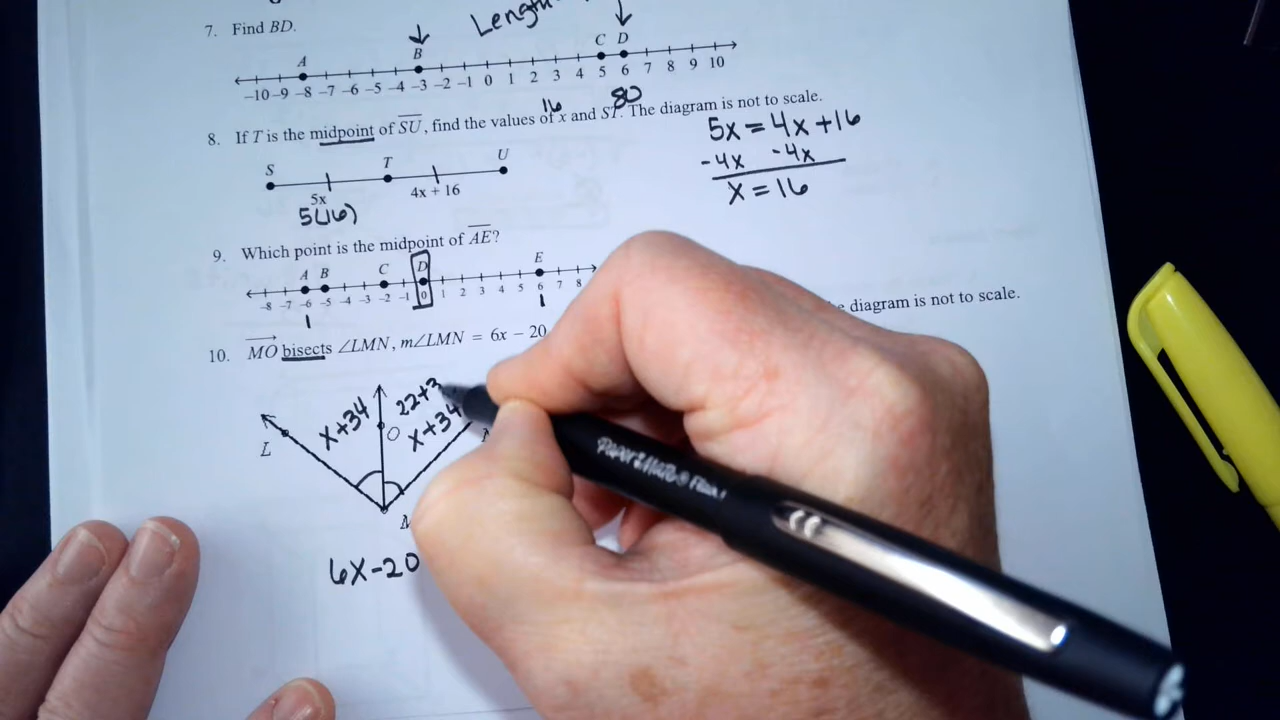 7. Find BD.
Length
A B C D
-10 -9 -8 -7 -6 -5 -4 -3 -2 -1 0 1 2 3 4 5 6 7 8 9 10
16 80
8. If T is the midpoint of SU, find the values of x and ST. The diagram is not to scale.
5x = 4x + 16
-4x -4x
x = 16
S T U
5x 4x + 16
5(16)
9. Which point is the midpoint of AE?
A B C D E
-8 -7 -6 -5 -4 -3 -2 -1 0 1 2 3 4 5 6 7 8
10. MO bisects ∠LMN, m∠LMN = 6x − 20 diagram is not to scale.
22+3
x+34 x+34
L O
6x-20